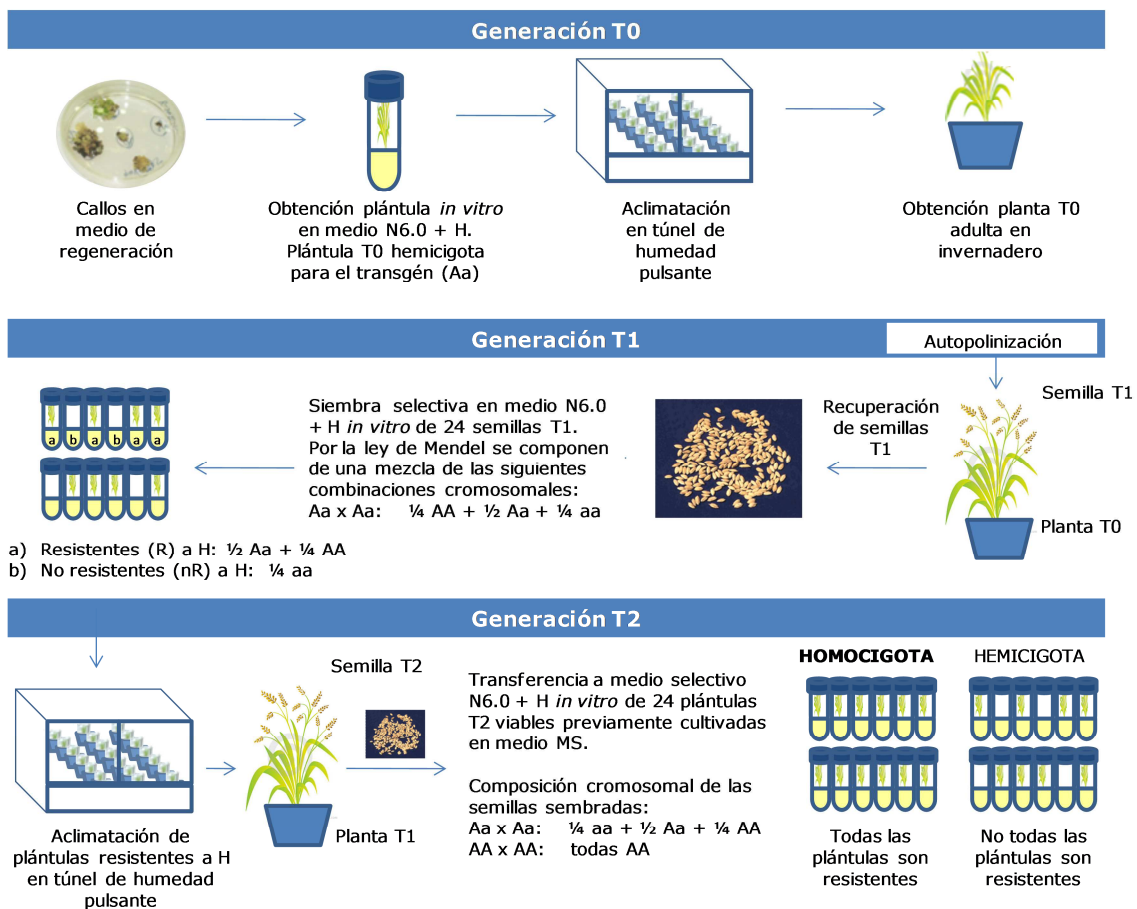 Generación T0
Callos en
medio de
regeneración
Obtención plántula in vitro
en medio N6.0 + H.
Plántula T0 hemicigota
para el transgén (Aa)
Aclimatación
en túnel de
humedad
pulsante
Obtención planta T0
adulta en
invernadero
Generación T1
Autopolinización
Semilla T1
Planta T0
Recuperación
de semillas
T1
Siembra selectiva en medio N6.0
+ H in vitro de 24 semillas T1.
Por la ley de Mendel se componen
de una mezcla de las siguientes
combinaciones cromosomales:
Aa x Aa: ¼ AA + ½ Aa + ¼ aa
a b a b a a
a) Resistentes (R) a H: ½ Aa + ¼ AA
b) No resistentes (nR) a H: ¼ aa
Generación T2
Aclimatación de
plántulas resistentes a H
en túnel de humedad
pulsante
Semilla T2
Planta T1
Transferencia a medio selectivo
N6.0 + H in vitro de 24 plántulas
T2 viables previamente cultivadas
en medio MS.
Composición cromosomal de las
semillas sembradas:
Aa x Aa: ¼ aa + ½ Aa + ¼ AA
AA x AA: todas AA
HOMOCIGOTA
Todas las
plántulas son
resistentes
HEMICIGOTA
No todas las
plántulas son
resistentes